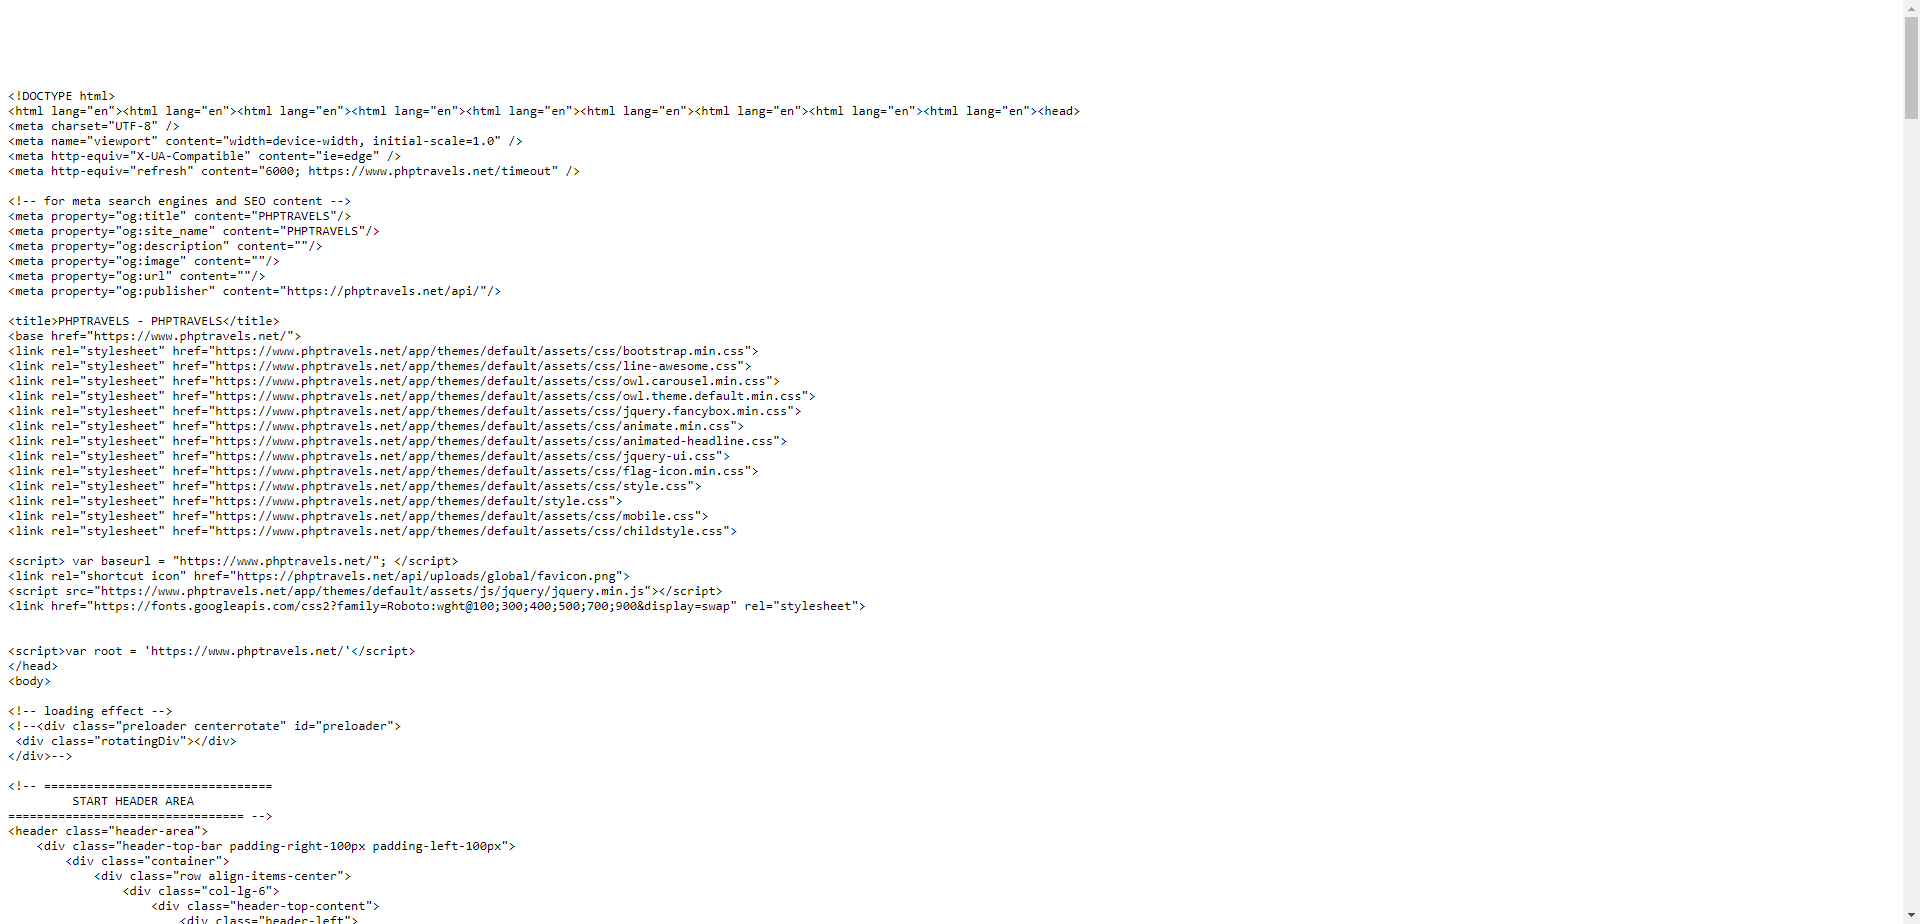 <!DOCTYPE html>
<html lang="en"><html lang="en"><html lang="en"><html lang="en"><html lang="en"><html lang="en"><html lang="en"><html lang="en"><html lang="en"><head>
<meta charset="UTF-8" />
<meta name="viewport" content="width=device-width, initial-scale=1.0" />
<meta http-equiv="X-UA-Compatible" content="ie=edge" />
<meta http-equiv="refresh" content="6000; https://www.phptravels.net/timeout" />
<!-- for meta search engines and SEO content -->
<meta property="og:title" content="PHPTRAVELS"/>
<meta property="og:site_name" content="PHPTRAVELS"/>
<meta property="og:description" content=""/>
<meta property="og:image" content=""/>
<meta property="og:url" content=""/>
<meta property="og:publisher" content="https://phptravels.net/api/"/>
<title>PHPTRAVELS - PHPTRAVELS</title>
<base href="https://www.phptravels.net/">
<link rel="stylesheet" href="https://www.phptravels.net/app/themes/default/assets/css/bootstrap.min.css">
<link rel="stylesheet" href="https://www.phptravels.net/app/themes/default/assets/css/line-awesome.css">
<link rel="stylesheet" href="https://www.phptravels.net/app/themes/default/assets/css/owl.carousel.min.css">
<link rel="stylesheet" href="https://www.phptravels.net/app/themes/default/assets/css/owl.theme.default.min.css">
<link rel="stylesheet" href="https://www.phptravels.net/app/themes/default/assets/css/jquery.fancybox.min.css">
<link rel="stylesheet" href="https://www.phptravels.net/app/themes/default/assets/css/animate.min.css">
<link rel="stylesheet" href="https://www.phptravels.net/app/themes/default/assets/css/animated-headline.css">
<link rel="stylesheet" href="https://www.phptravels.net/app/themes/default/assets/css/jquery-ui.css">
<link rel="stylesheet" href="https://www.phptravels.net/app/themes/default/assets/css/flag-icon.min.css">
<link rel="stylesheet" href="https://www.phptravels.net/app/themes/default/assets/css/style.css">
<link rel="stylesheet" href="https://www.phptravels.net/app/themes/default/style.css">
<link rel="stylesheet" href="https://www.phptravels.net/app/themes/default/assets/css/mobile.css">
<link rel="stylesheet" href="https://www.phptravels.net/app/themes/default/assets/css/childstyle.css">
<script> var baseurl = "https://www.phptravels.net/"; </script>
<link rel="shortcut icon" href="https://phptravels.net/api/uploads/global/favicon.png">
<script src="https://www.phptravels.net/app/themes/default/assets/js/jquery/jquery.min.js"></script>
<link href="https://fonts.googleapis.com/css2?family=Roboto:wght@100;300;400;500;700;900&display=swap" rel="stylesheet">
<script>var root = 'https://www.phptravels.net/'</script>
</head>
<body>
<!-- loading effect -->
<!--<div class="preloader centerrotate" id="preloader">
<div class="rotatingDiv"></div>
</div>-->
<!-- ================================
START HEADER AREA
================================= -->
<header class="header-area">
<div class="header-top-bar padding-right-100px padding-left-100px">
<div class="container">
<div class="row align-items-center">
<div class="col-lg-6">
<div class="header-top-content">
<div class="header-left">